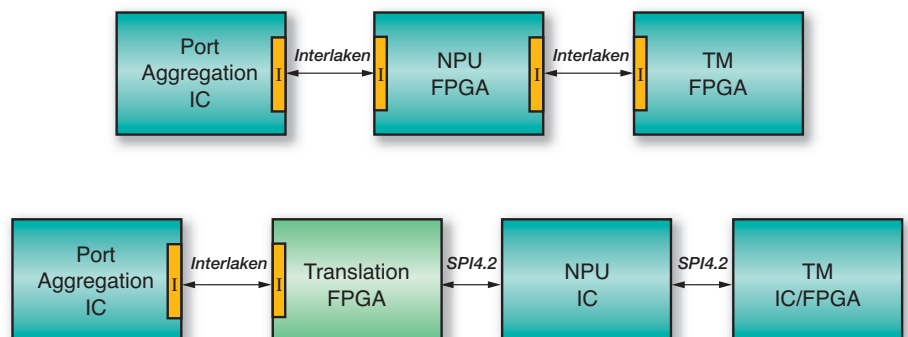 Port
Aggregation
IC
I
Interlaken
I
NPU
FPGA
I
Interlaken
I
TM
FPGA
Port
Aggregation
IC
I
Interlaken
I
Translation
FPGA
SPI4.2
NPU
IC
SPI4.2
TM
IC/FPGA